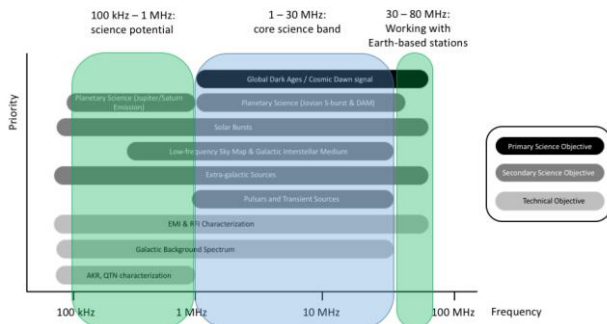 100 kHz – 1 MHz:
science potential
1 – 30 MHz:
core science band
30 – 80 MHz:
Working with
Earth-based stations
Priority
Global Dark Ages / Cosmic Dawn signal
Planetary Science (Jupiter/Saturn
Emission)
Planetary Science (Jovian S-burst & DAM)
Solar Bursts
Low-frequency Sky Map & Galactic Interstellar Medium
Extra-galactic Sources
Pulsars and Transient Sources
EMI & RFI Characterization
Galactic Background Spectrum
AKR, QTN characterization
Primary Science Objective
Secondary Science Objective
Technical Objective
100 kHz
1 MHz
10 MHz
100 MHz
Frequency